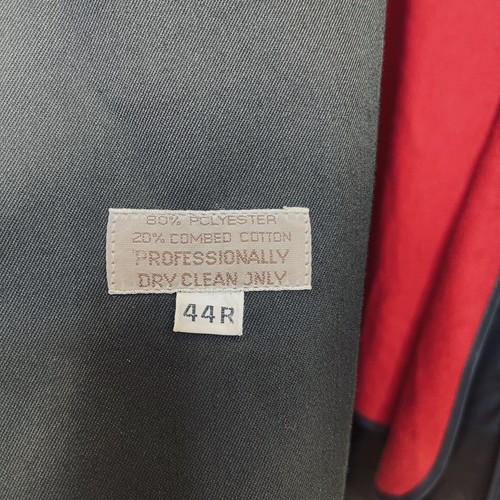 80% POLYESTER
20% COMBED COTTON
PROFESSIONALLY
DRY CLEAN ONLY
44R